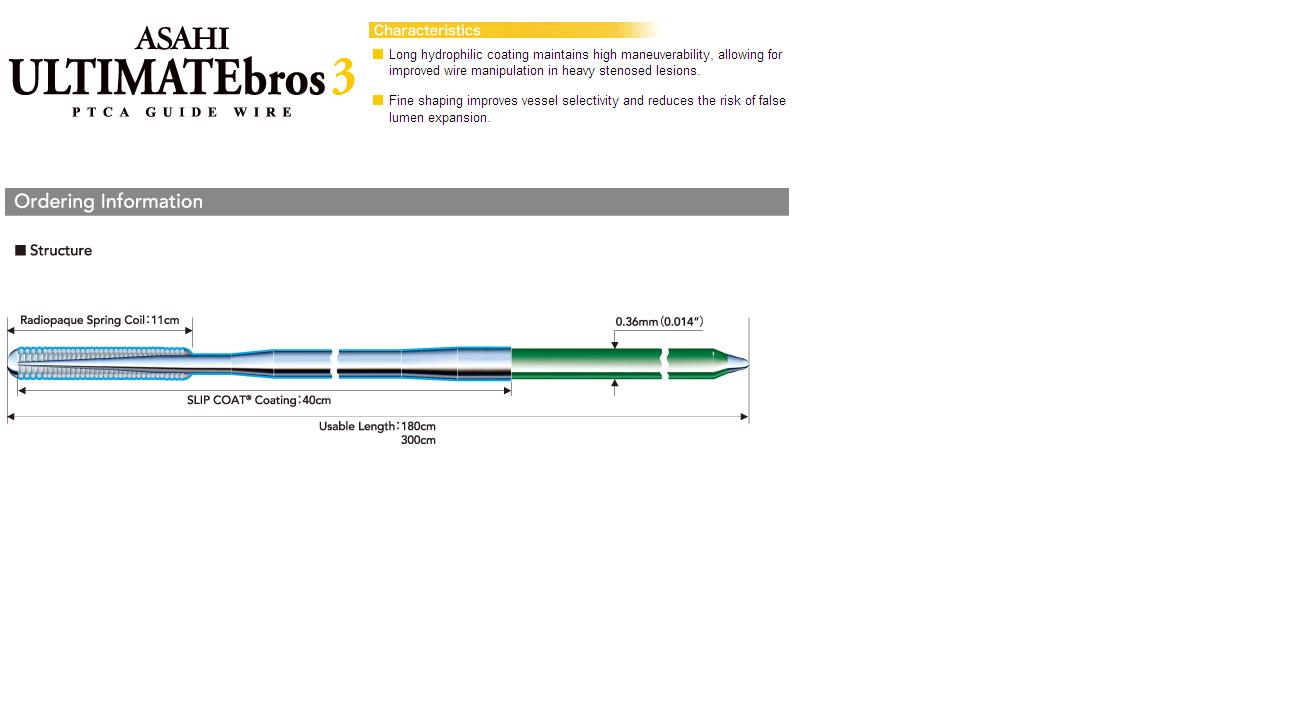 ASAHI
ULTIMATEbros 3
PTCA GUIDE WIRE
Characteristics
■ Long hydrophilic coating maintains high maneuverability, allowing for
improved wire manipulation in heavy stenosed lesions.
■ Fine shaping improves vessel selectivity and reduces the risk of false
lumen expansion.
Ordering Information
■ Structure
Radiopaque Spring Coil:11cm
0.36mm(0.014")
SLIP COAT® Coating:40cm
Usable Length:180cm
300cm